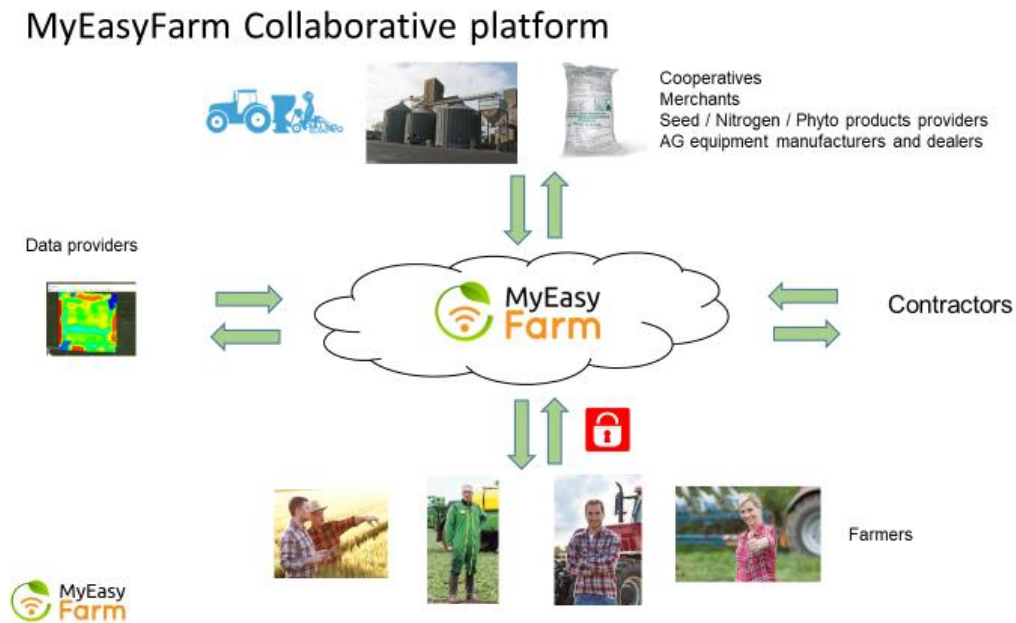 MyEasyFarm Collaborative platform
Cooperatives
Merchants
Seed / Nitrogen / Phyto products providers
AG equipment manufacturers and dealers
Data providers
MyEasy
Farm
Contractors
Farmers
MyEasy
Farm